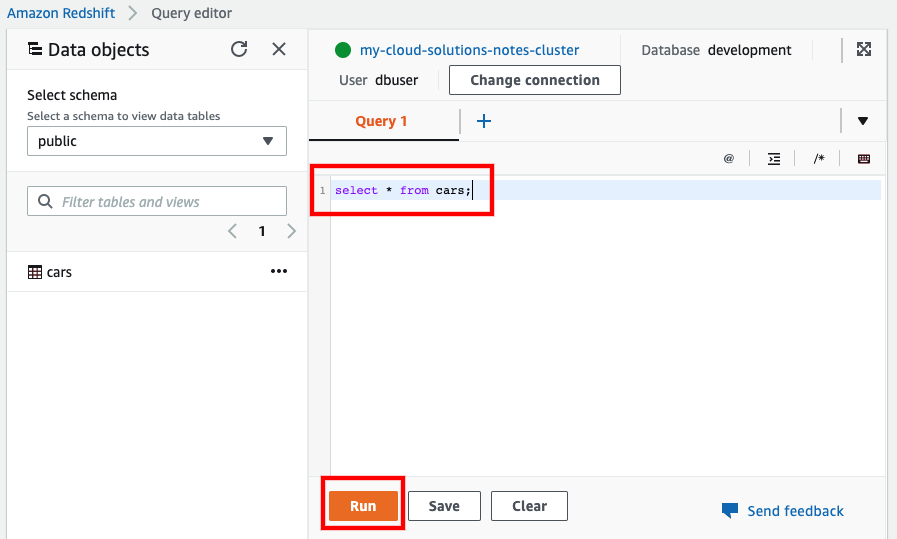 Amazon Redshift > Query editor
Data objects
Select schema
Select a schema to view data tables
public
Filter tables and views
1
cars
my-cloud-solutions-notes-cluster
Database development
User dbuser
Change connection
Query 1
+
@
/*
1 select * from cars;
Run
Save
Clear
Send feedback